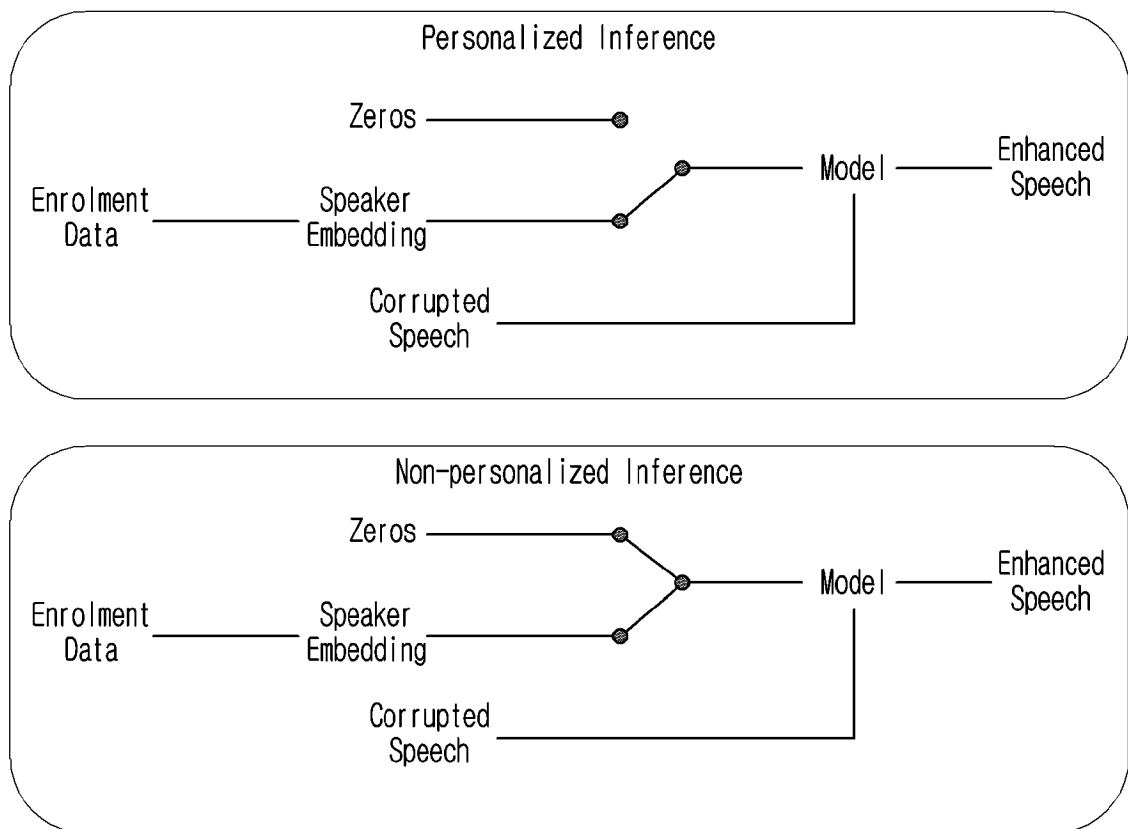 Personalized Inference
Zeros
Enrolment
Data
Speaker
Embedding
Model
Enhanced
Speech
Corrupted
Speech
Non-personalized Inference
Zeros
Enrolment
Data
Speaker
Embedding
Model
Enhanced
Speech
Corrupted
Speech